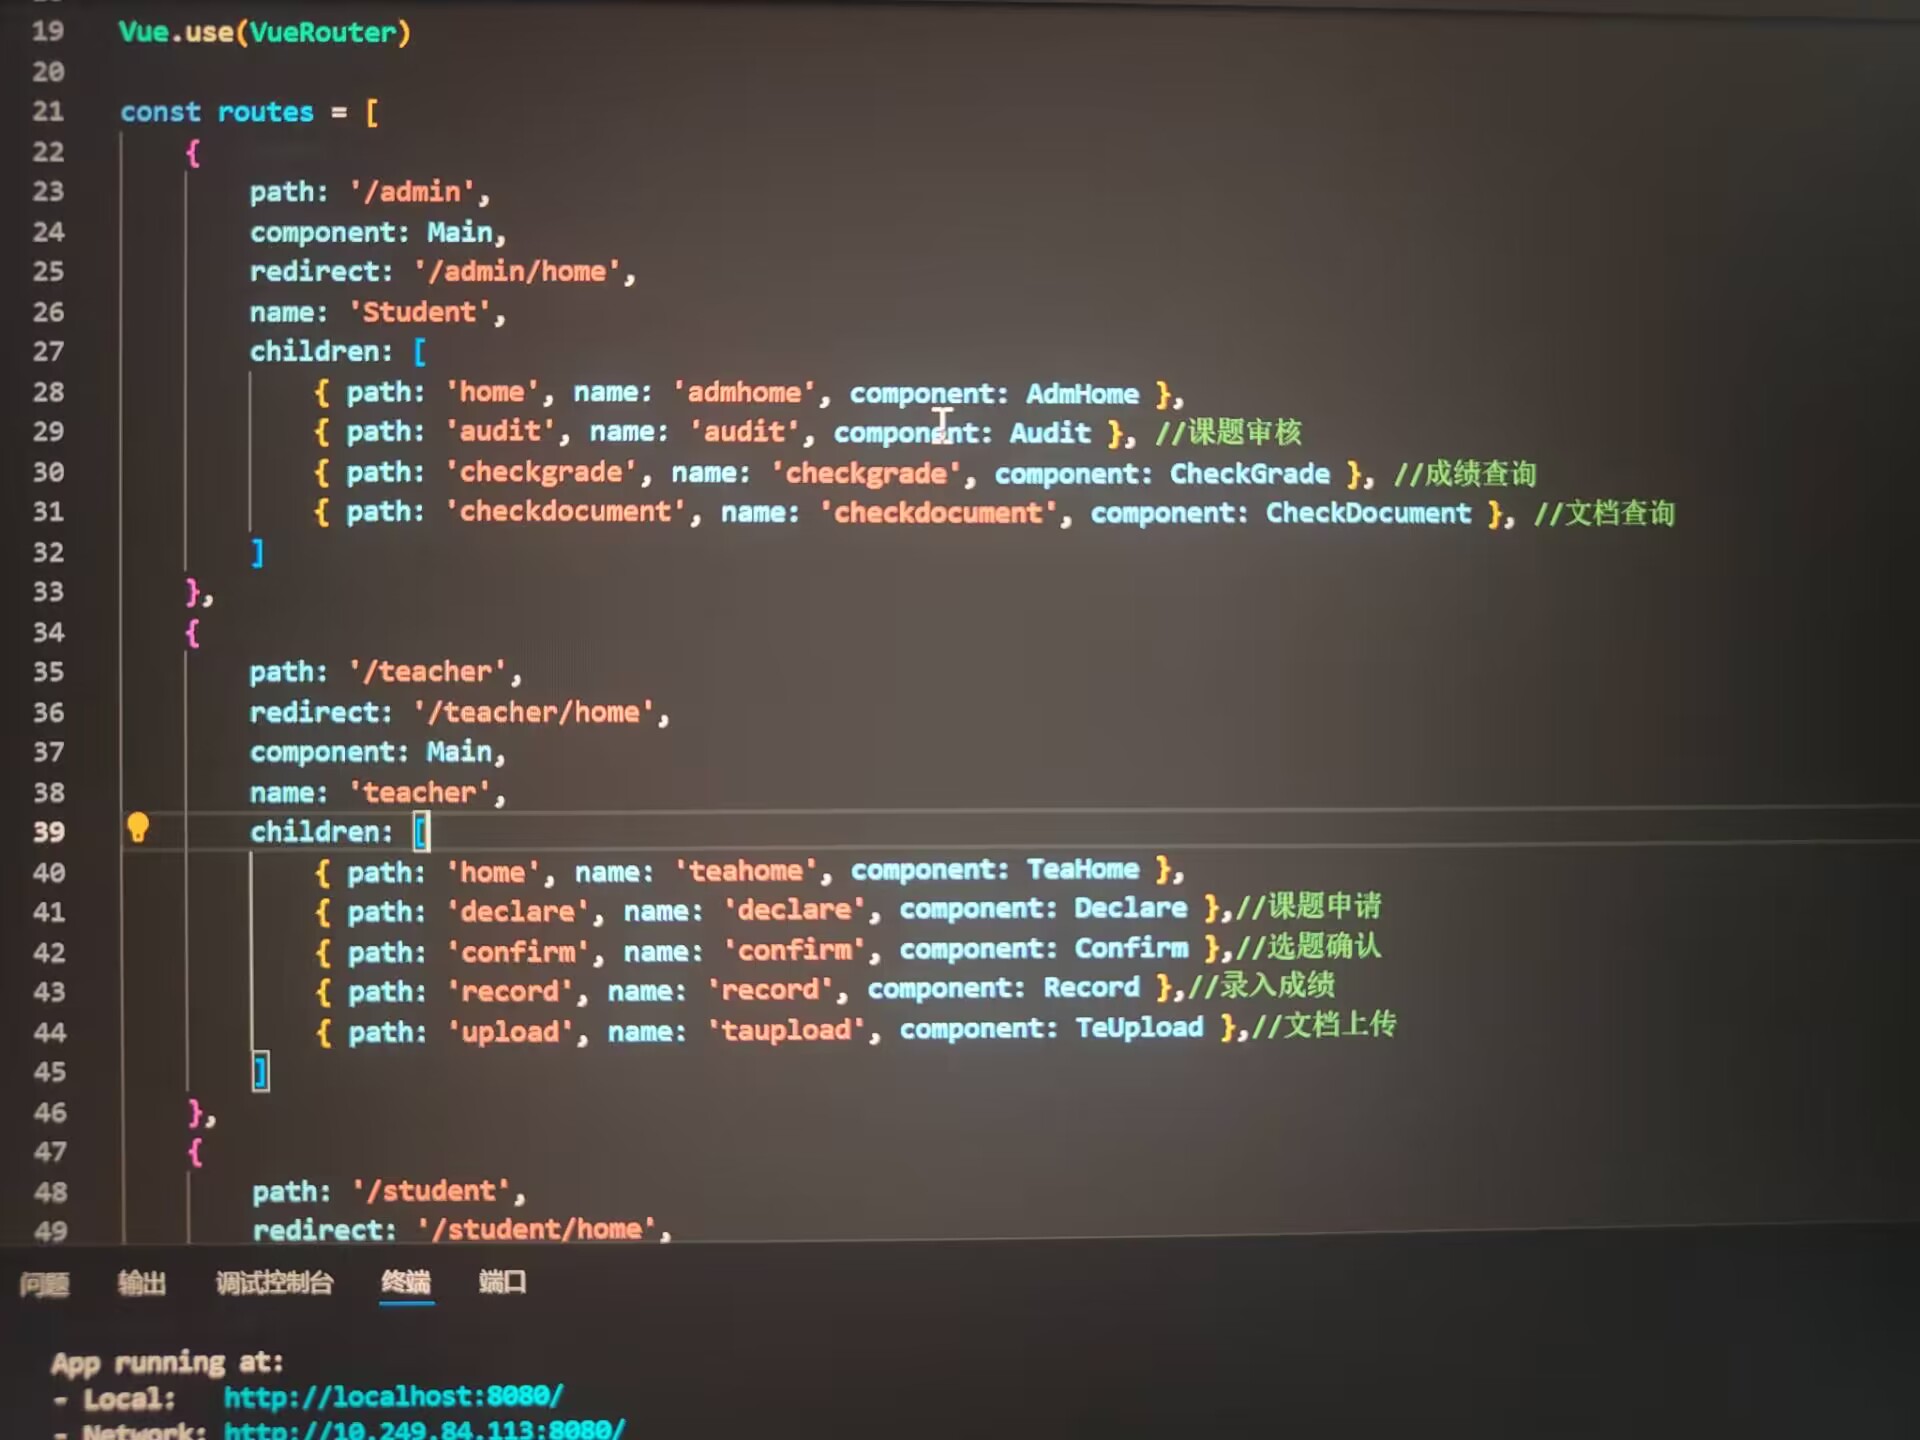 19 Vue.use(VueRouter)
20
21 const routes = [
22 {
23 path: '/admin',
24 component: Main,
25 redirect: '/admin/home',
26 name: 'Student',
27 children: [
28 { path: 'home', name: 'admhome', component: AdmHome },
29 { path: 'audit', name: 'audit', component: Audit }, //课题审核
30 { path: 'checkgrade', name: 'checkgrade', component: CheckGrade }, //成绩查询
31 { path: 'checkdocument', name: 'checkdocument', component: CheckDocument }, //文档查询
32 ]
33 },
34 {
35 path: '/teacher',
36 redirect: '/teacher/home',
37 component: Main,
38 name: 'teacher',
39 children: [
40 { path: 'home', name: 'teahome', component: TeaHome },
41 { path: 'declare', name: 'declare', component: Declare },//课题申请
42 { path: 'confirm', name: 'confirm', component: Confirm },//选题确认
43 { path: 'record', name: 'record', component: Record },//录入成绩
44 { path: 'upload', name: 'taupload', component: TeUpload },//文档上传
45 ]
46 },
47 {
48 path: '/student',
49 redirect: '/student/home',
问题 输出 调试控制台 终端 端口
App running at:
- Local: http://localhost:8080/
- Network: http://10.249.84.113:8080/